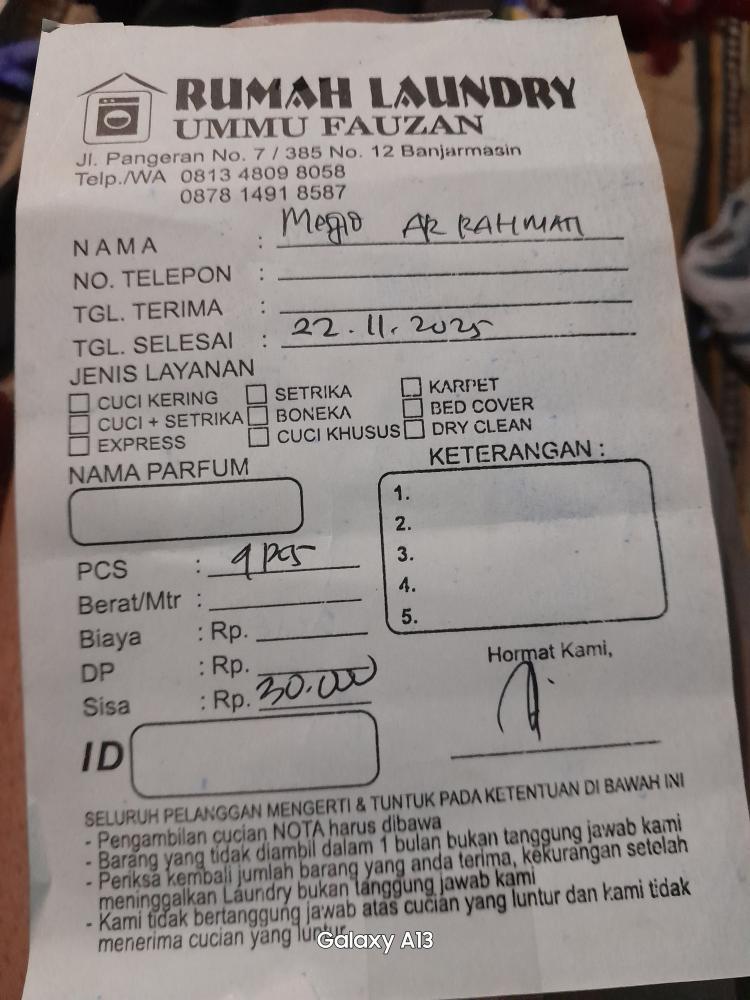 RUMAH LAUNDRY
UMMU FAUZAN
Jl. Pangeran No. 7 / 385 No. 12 Banjarmasin
Telp./WA 0813 4809 8058
0878 1491 8587
NAMA : AR RAHMAN
NO. TELEPON :
TGL. TERIMA :
TGL. SELESAI : 22.11.2025
JENIS LAYANAN
CUCI KERING SETRIKA KARPET
CUCI + SETRIKA BONEKA BED COVER
EXPRESS CUCI KHUSUS DRY CLEAN
NAMA PARFUM
KETERANGAN :
1.
2.
3.
4.
5.
PCS : 9 pcs
Berat/Mtr :
Biaya : Rp.
DP : Rp.
Sisa : Rp. 30.000
Hormat Kami,
ID
SELURUH PELANGGAN MENGERTI & TUNTUK PADA KETENTUAN DI BAWAH INI
- Pengambilan cucian NOTA harus dibawa
- Barang yang tidak diambil dalam 1 bulan bukan tanggung jawab kami
- Periksa kembali jumlah barang yang anda terima, kekurangan setelah
meninggalkan Laundry bukan tanggung jawab kami
- Kami tidak bertanggung jawab atas cucian yang luntur dan kami tidak
menerima cucian yang luntur
Galaxy A13